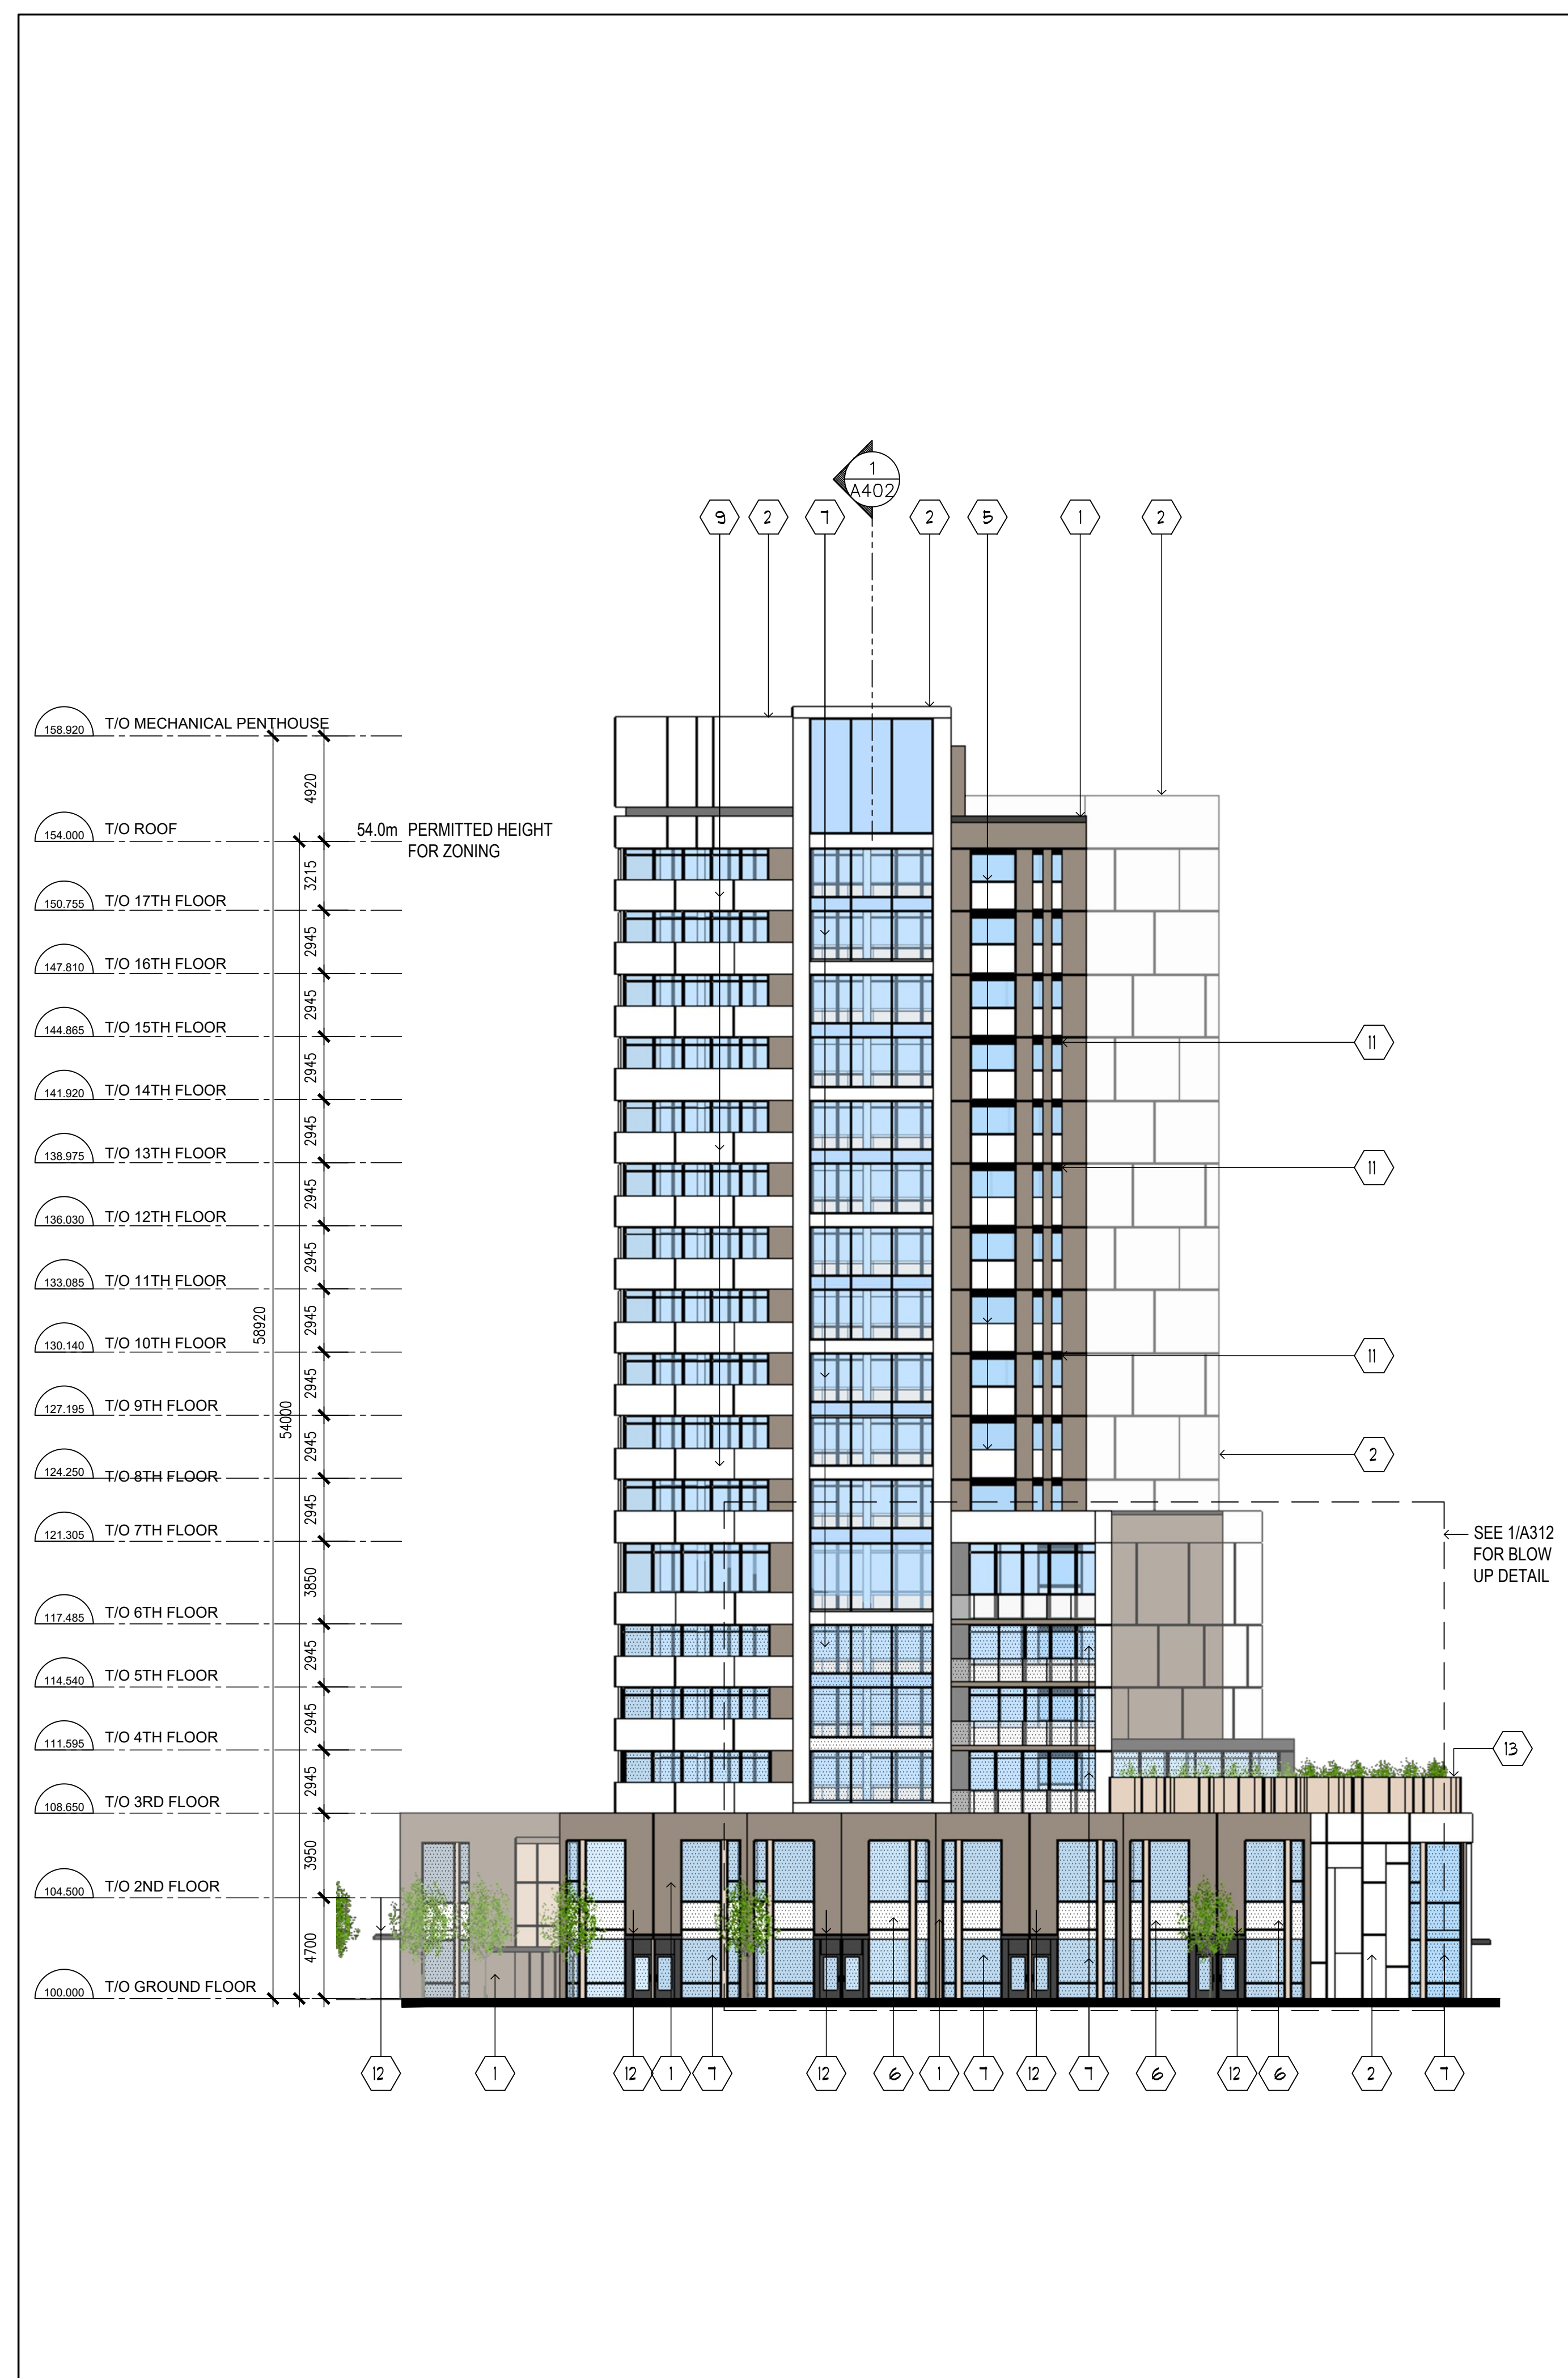 1
A402
9
2
7
2
5
1
2
158.920
T/O MECHANICAL PENTHOUSE
4920
154.000
T/O ROOF
54.0m PERMITTED HEIGHT
FOR ZONING
3215
150.755
T/O 17TH FLOOR
2945
147.810
T/O 16TH FLOOR
2945
144.865
T/O 15TH FLOOR
11
2945
141.920
T/O 14TH FLOOR
2945
138.975
T/O 13TH FLOOR
11
2945
136.030
T/O 12TH FLOOR
2945
133.085
T/O 11TH FLOOR
58920
2945
130.140
T/O 10TH FLOOR
11
2945
127.195
T/O 9TH FLOOR
54000
2945
2
124.250
T/O 8TH FLOOR
2945
121.305
T/O 7TH FLOOR
SEE 1/A312
FOR BLOW
UP DETAIL
3850
117.485
T/O 6TH FLOOR
2945
114.540
T/O 5TH FLOOR
2945
111.595
T/O 4TH FLOOR
13
2945
108.650
T/O 3RD FLOOR
3950
104.500
T/O 2ND FLOOR
4700
100.000
T/O GROUND FLOOR
12
1
12
1
7
12
6
1
7
12
7
6
12
6
2
7